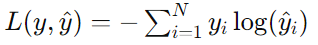 L(y, ŷ) = − ∑_{i=1}^{N} y_i log(ŷ_i)